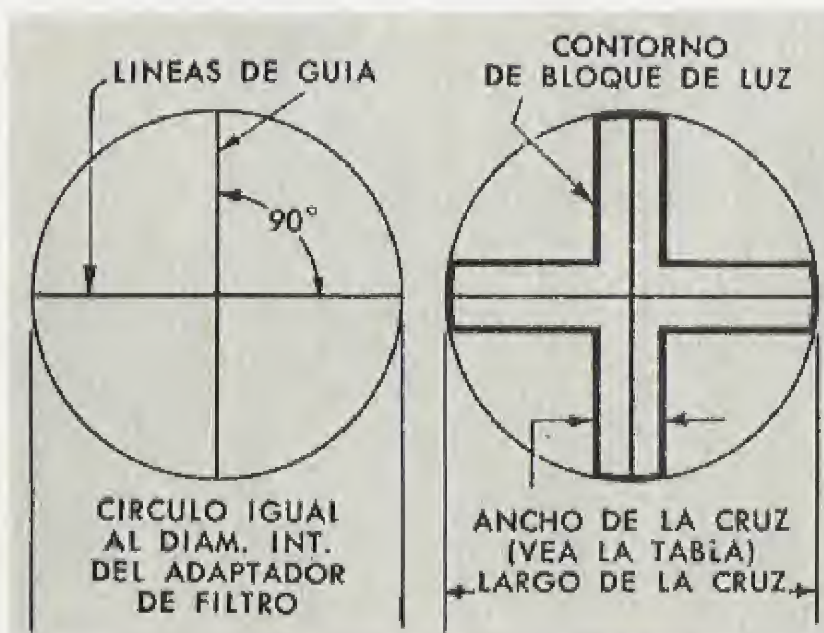 LINEAS DE GUIA
90°
CIRCULO IGUAL
AL DIAM. INT.
DEL ADAPTADOR
DE FILTRO
CONTORNO
DE BLOQUE DE LUZ
ANCHO DE LA CRUZ
(VEA LA TABLA)
LARGO DE LA CRUZ